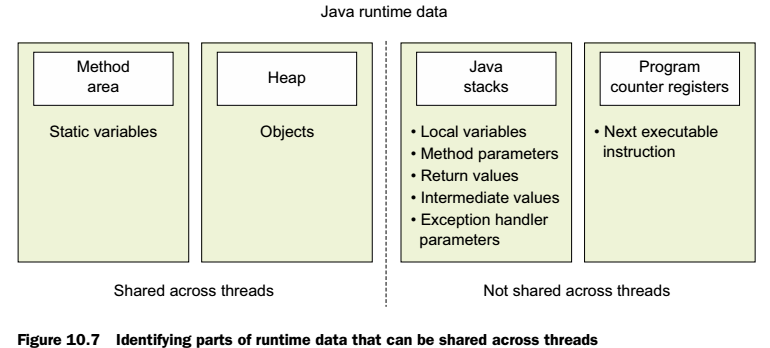 Java runtime data
Method
area
Static variables
Heap
Objects
Java
stacks
• Local variables
• Method parameters
• Return values
• Intermediate values
• Exception handler
parameters
Program
counter registers
• Next executable
instruction
Shared across threads
Not shared across threads
Figure 10.7 Identifying parts of runtime data that can be shared across threads